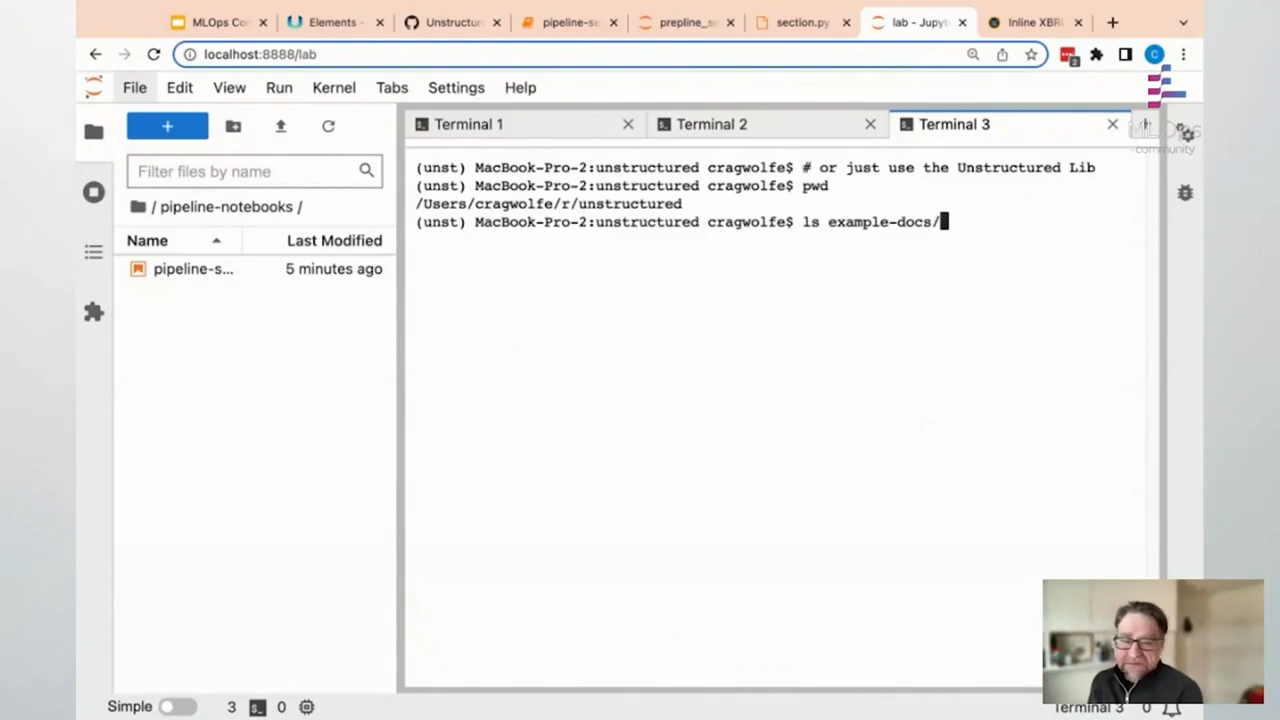 MLOps Co
Elements -
Unstructur
pipeline-se
prepline_s
section.py
lab - Jupyt
Inline XBRL
localhost:8888/lab
2
C
File Edit View Run Kernel Tabs Settings Help
MLOps
community
Terminal 1
Terminal 2
Terminal 3
Filter files by name
/ pipeline-notebooks /
Name
Last Modified
pipeline-s...
5 minutes ago
(unst) MacBook-Pro-2:unstructured cragwolfe$ # or just use the Unstructured Lib
(unst) MacBook-Pro-2:unstructured cragwolfe$ pwd
/Users/cragwolfe/r/unstructured
(unst) MacBook-Pro-2:unstructured cragwolfe$ ls example-docs/
Simple
3
0
Terminal 3
0